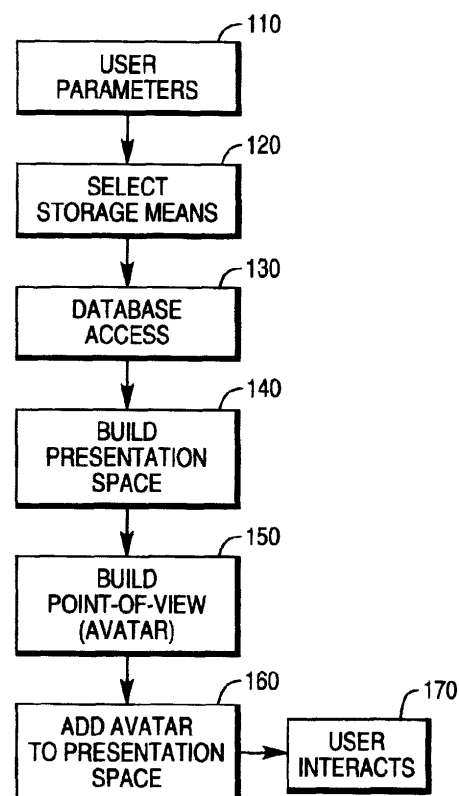 110
USER
PARAMETERS
120
SELECT
STORAGE MEANS
130
DATABASE
ACCESS
140
BUILD
PRESENTATION
SPACE
150
BUILD
POINT-OF-VIEW
(AVATAR)
160
ADD AVATAR
TO PRESENTATION
SPACE
170
USER
INTERACTS